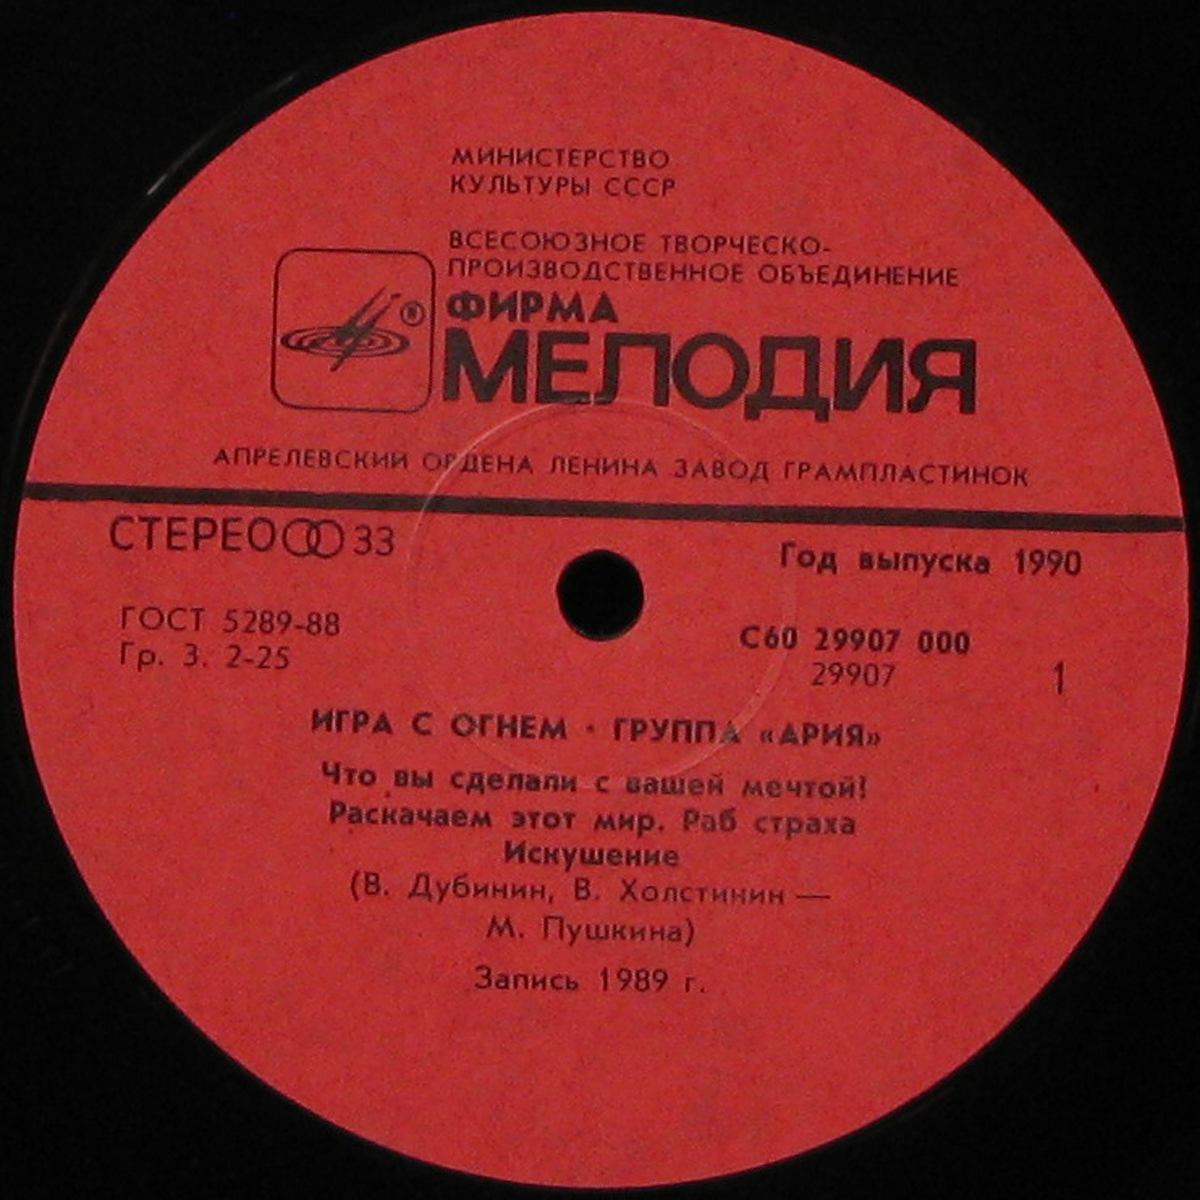 МИНИСТЕРСТВО
КУЛЬТУРЫ СССР
ВСЕСОЮЗНОЕ ТВОРЧЕСКО-
ПРОИЗВОДСТВЕННОЕ ОБЪЕДИНЕНИЕ
ФИРМА
®
МЕЛОДИЯ
АПРЕЛЕВСКИЙ ОРДЕНА ЛЕНИНА ЗАВОД ГРАМПЛАСТИНОК
СТЕРЕО 33
Год выпуска 1990
ГОСТ 5289-88
Гр. 3. 2-25
С60 29907 000
29907
1
ИГРА С ОГНЕМ · ГРУППА «АРИЯ»
Что вы сделали с вашей мечтой!
Раскачаем этот мир. Раб страха
Искушение
(В. Дубинин, В. Холстинин —
М. Пушкина)
Запись 1989 г.